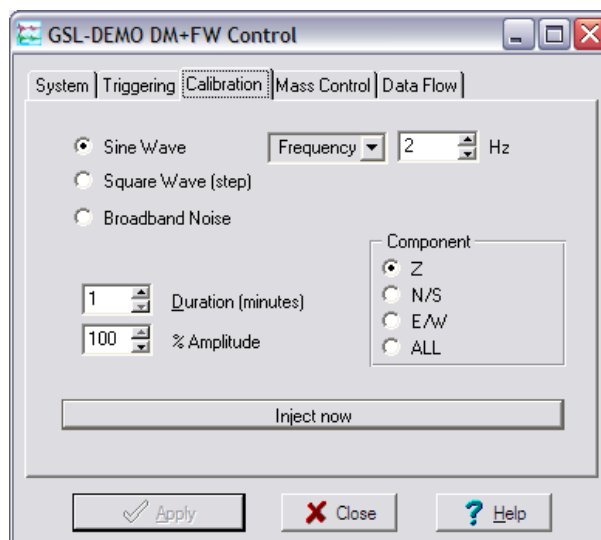 GSL-DEMO DM+FW Control
System Triggering Calibration Mass Control Data Flow
Sine Wave Frequency 2 Hz
Square Wave (step)
Broadband Noise
Component
Z
N/S
E/W
ALL
1 Duration (minutes)
100 % Amplitude
Inject now
Apply Close ? Help